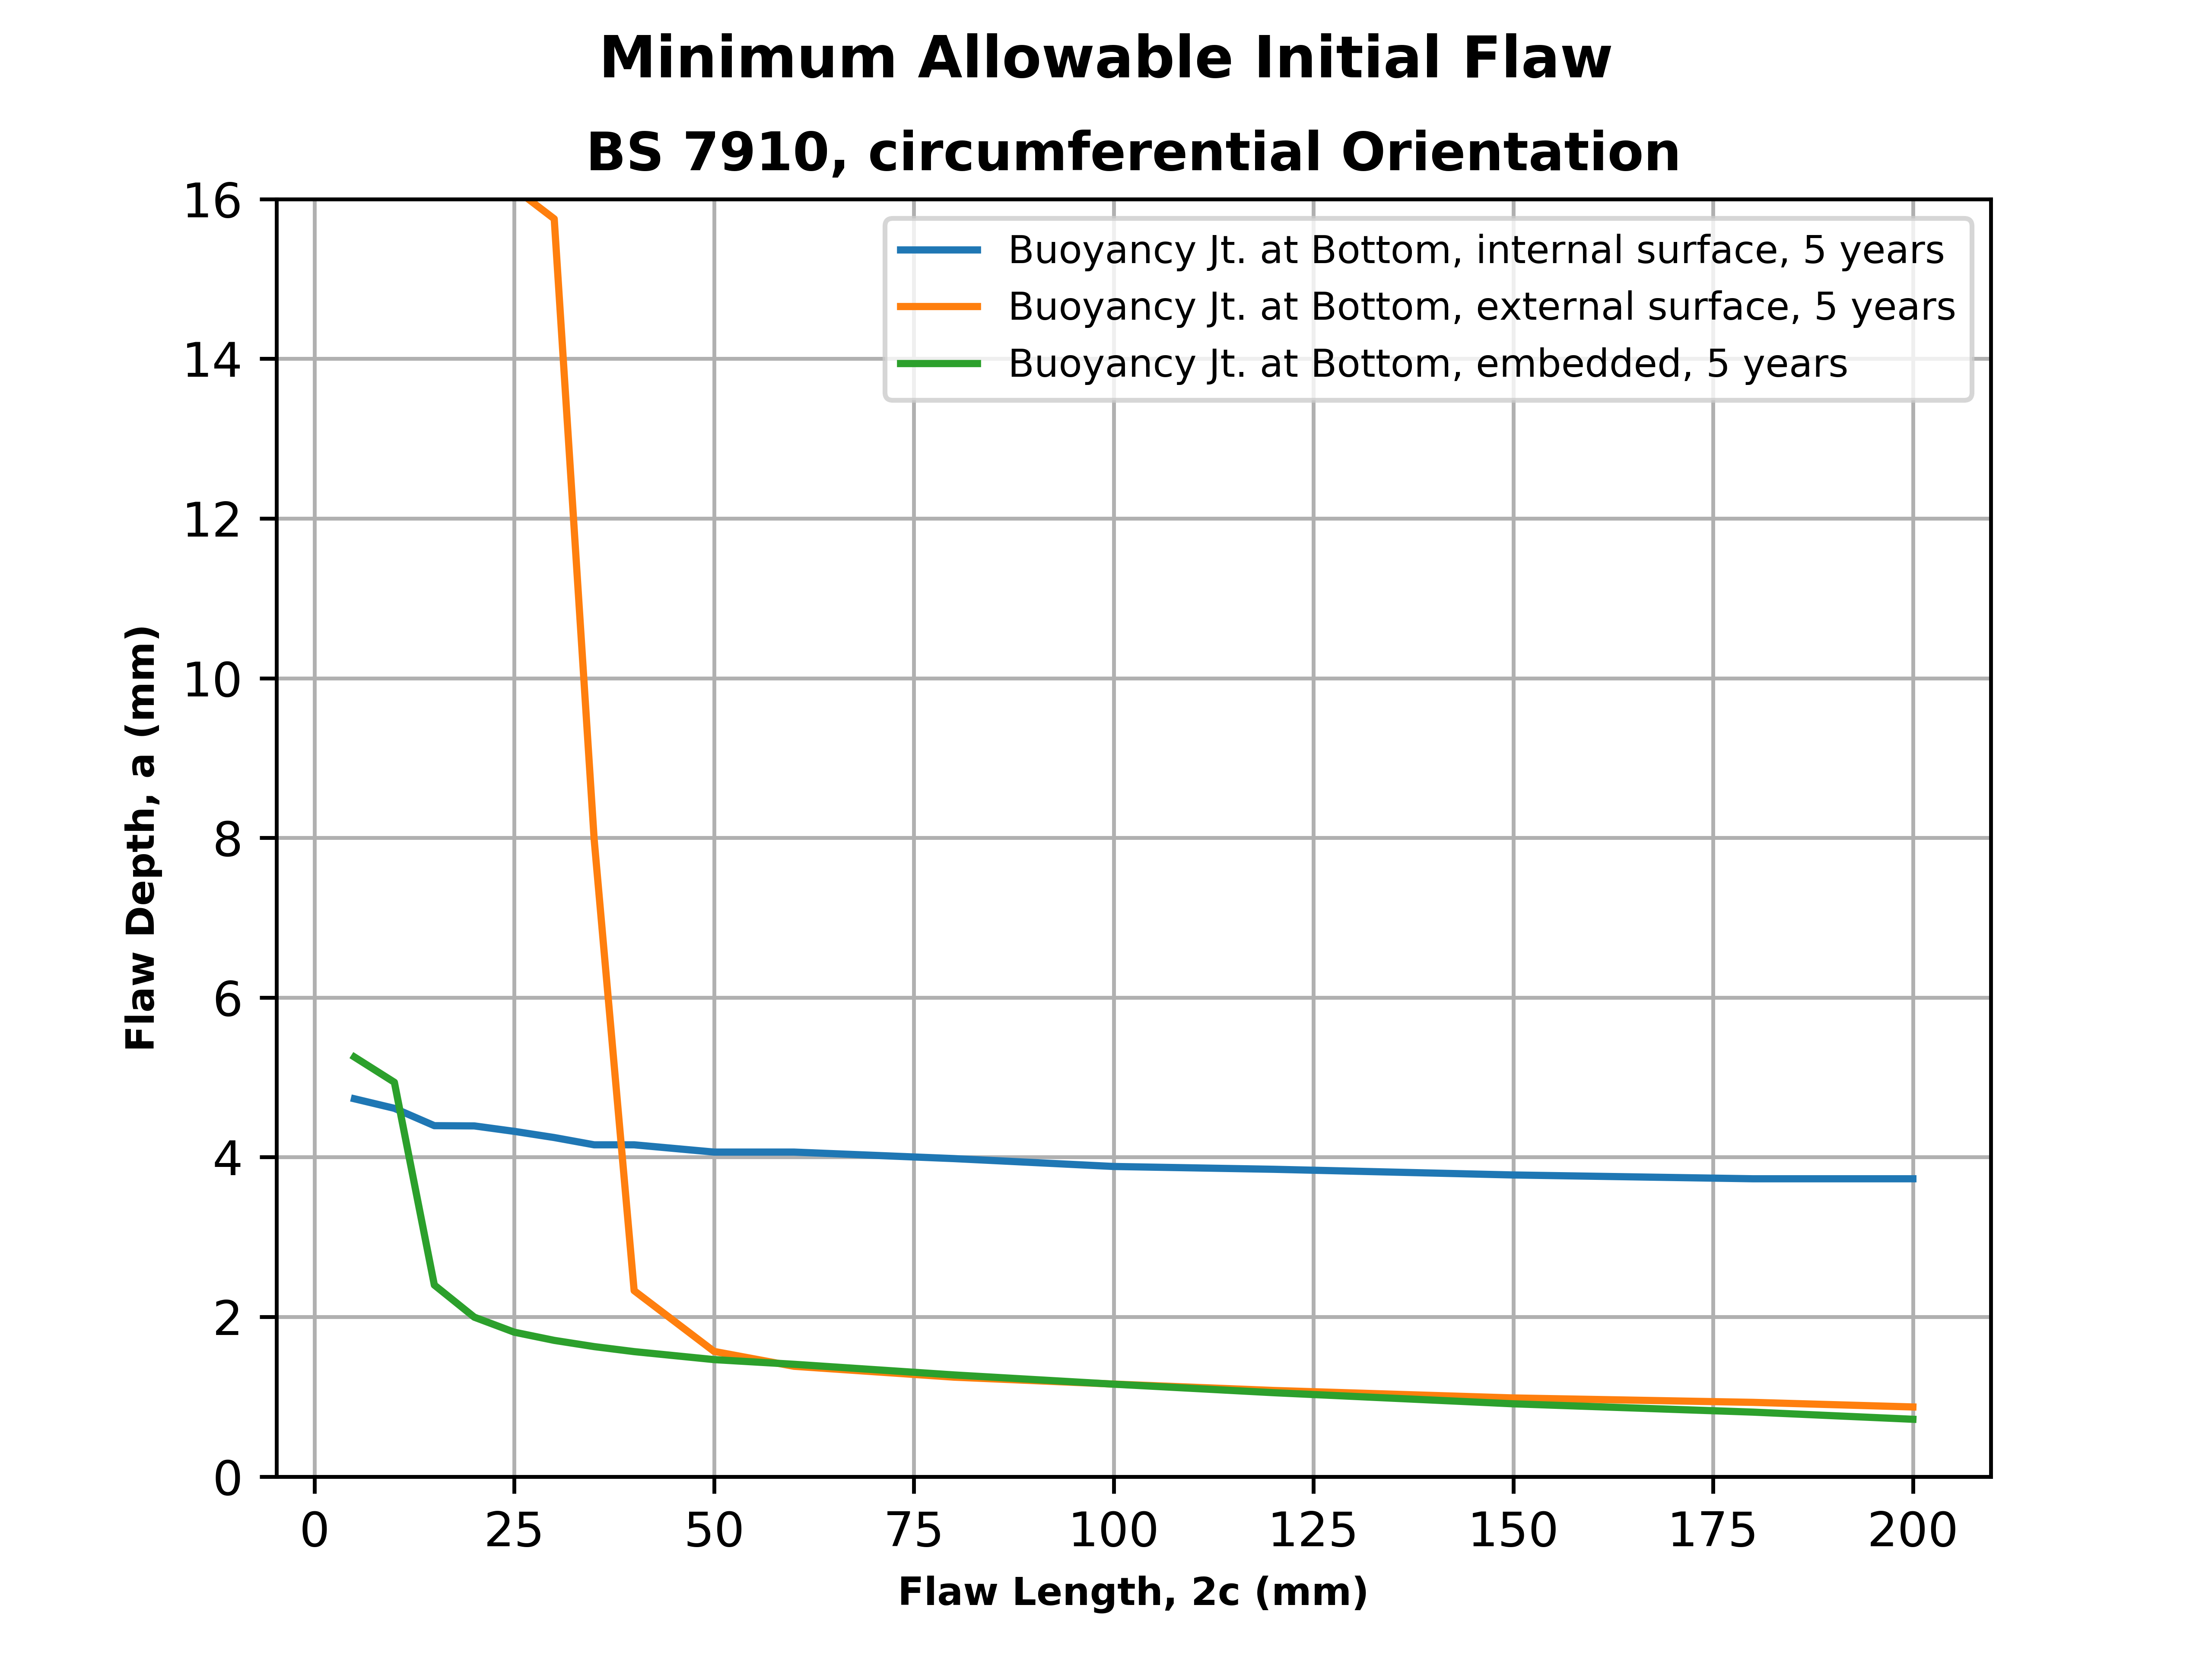 Minimum Allowable Initial Flaw
BS 7910, circumferential Orientation
16
14
12
10
8
6
4
2
0
Flaw Depth, a (mm)
Buoyancy Jt. at Bottom, internal surface, 5 years
Buoyancy Jt. at Bottom, external surface, 5 years
Buoyancy Jt. at Bottom, embedded, 5 years
0 25 50 75 100 125 150 175 200
Flaw Length, 2c (mm)